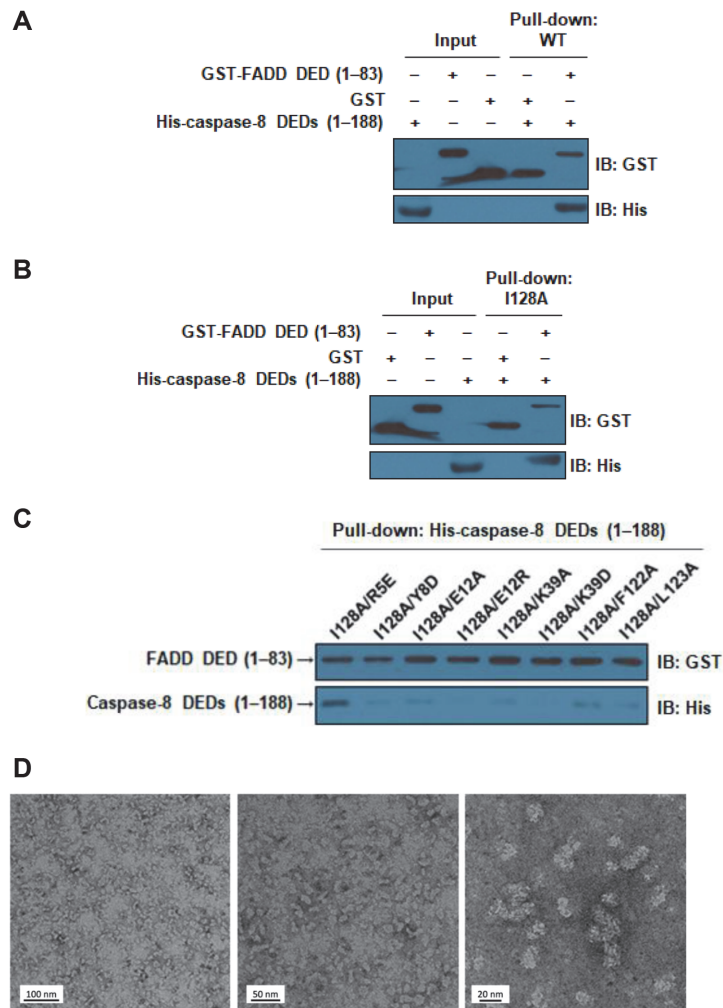 A
Pull-down:
Input WT
GST-FADD DED (1–83) – + – – +
GST – – + + –
His-caspase-8 DEDs (1–188) + – – + +
IB: GST
IB: His
B
Pull-down:
Input I128A
GST-FADD DED (1–83) – + – – +
GST + – – + –
His-caspase-8 DEDs (1–188) – – + + +
IB: GST
IB: His
C
Pull-down: His-caspase-8 DEDs (1–188)
I128A/R5E I128A/Y8D I128A/E12A I128A/E12R I128A/K39A I128A/K39D I128A/F122A I128A/L123A
FADD DED (1–83) → IB: GST
Caspase-8 DEDs (1–188) → IB: His
D
100 nm 50 nm 20 nm